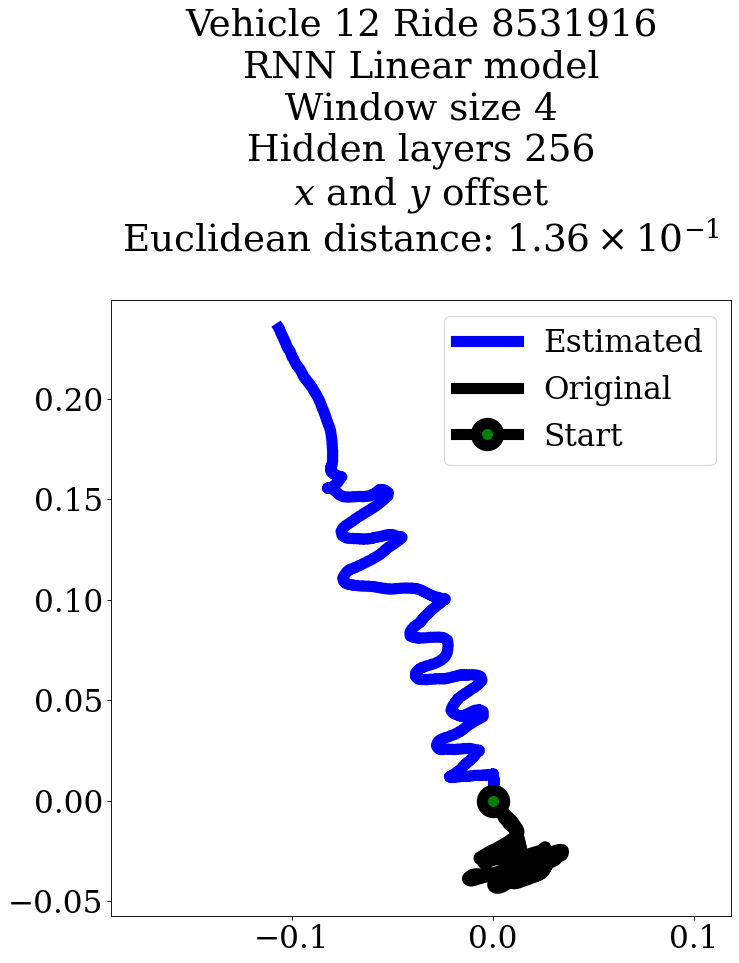 Vehicle 12 Ride 8531916
RNN Linear model
Window size 4
Hidden layers 256
x and y offset
Euclidean distance: 1.36 × 10⁻¹
Estimated
Original
Start
0.20
0.15
0.10
0.05
0.00
−0.05
−0.1
0.0
0.1